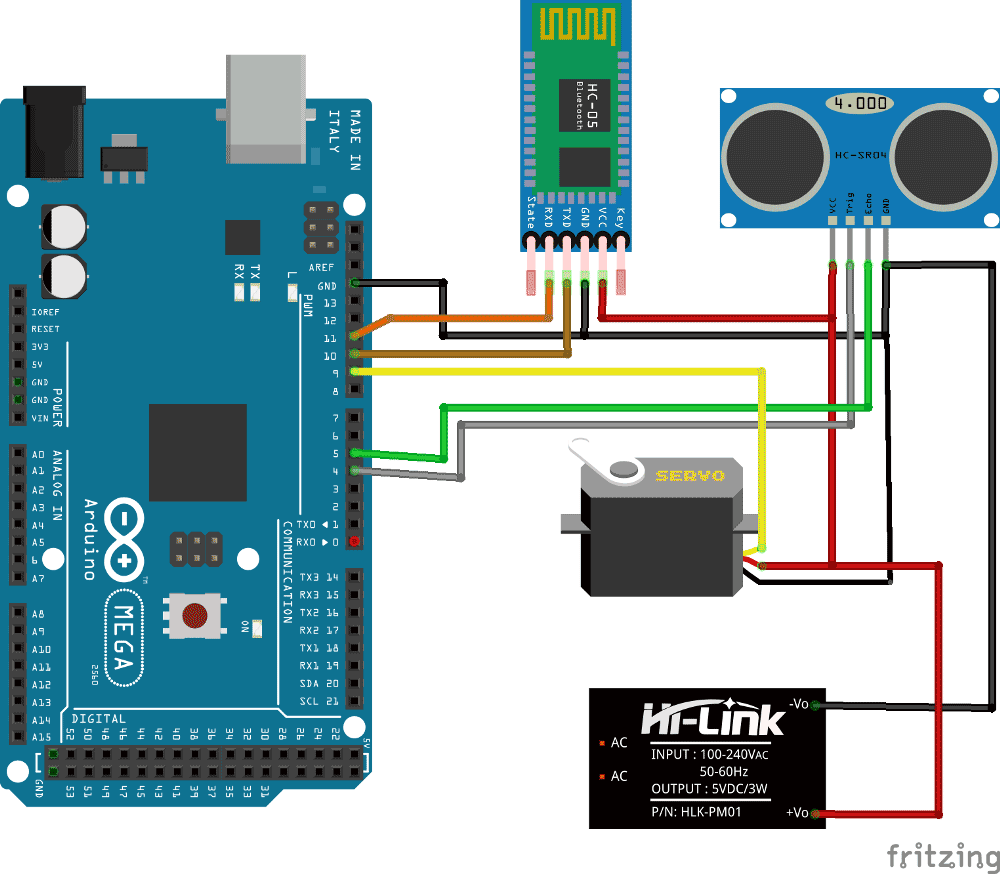 MADE IN
ITALY
AREF
GND
13
12
11
10
9
8
PWM
L
TX
RX
7
6
5
4
3
2
TX0 ◄ 1
RX0 ► 0
COMMUNICATION
TX3 14
RX3 15
TX2 16
RX2 17
TX1 18
RX1 19
SDA 20
SCL 21
IOREF
RESET
3V3
5V
GND
GND
VIN
POWER
A0
A1
A2
A3
A4
A5
6
A7
ANALOG IN
A8
A9
A10
A11
A12
A13
A14
A15
Arduino
TM
MEGA
2560
ON
DIGITAL
52 50 48 46 44 42 40 38 36 34 32 30 28 26 24 22
5V
GND
53 51 49 47 45 43 41 39 37 35 33 31
HC-05
Bluetooth
State
RXD
TXD
GND
VCC
Key
4.000
HC-SR04
VCC
Trig
Echo
GND
SERVO
Hi-Link
AC
AC
INPUT : 100-240VAC
50-60Hz
OUTPUT : 5VDC/3W
P/N: HLK-PM01
-Vo
+Vo
fritzing